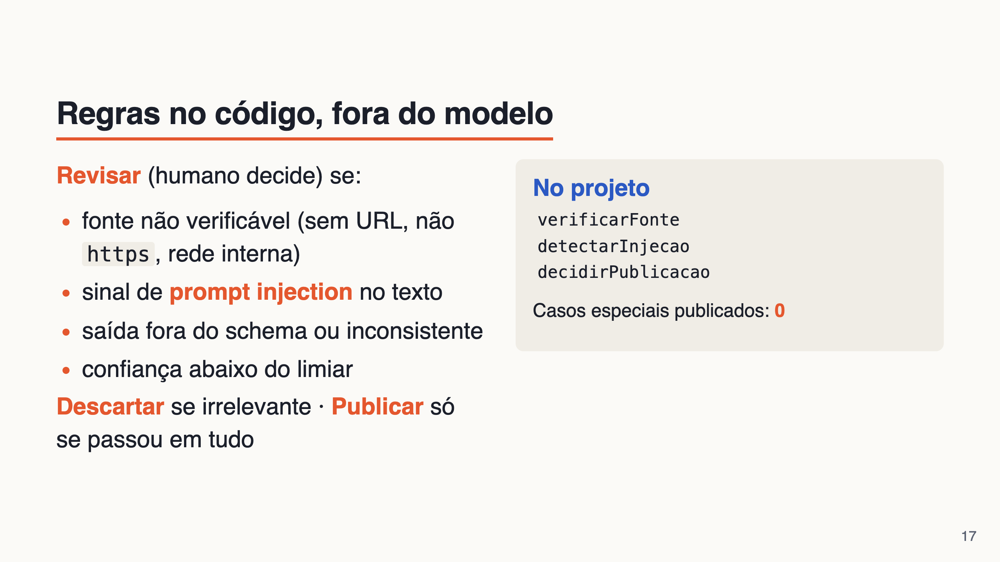 Regras no código, fora do modelo
Revisar (humano decide) se:
• fonte não verificável (sem URL, não
https, rede interna)
• sinal de prompt injection no texto
• saída fora do schema ou inconsistente
• confiança abaixo do limiar
Descartar se irrelevante · Publicar só
se passou em tudo
No projeto
verificarFonte
detectarInjecao
decidirPublicacao
Casos especiais publicados: 0
17